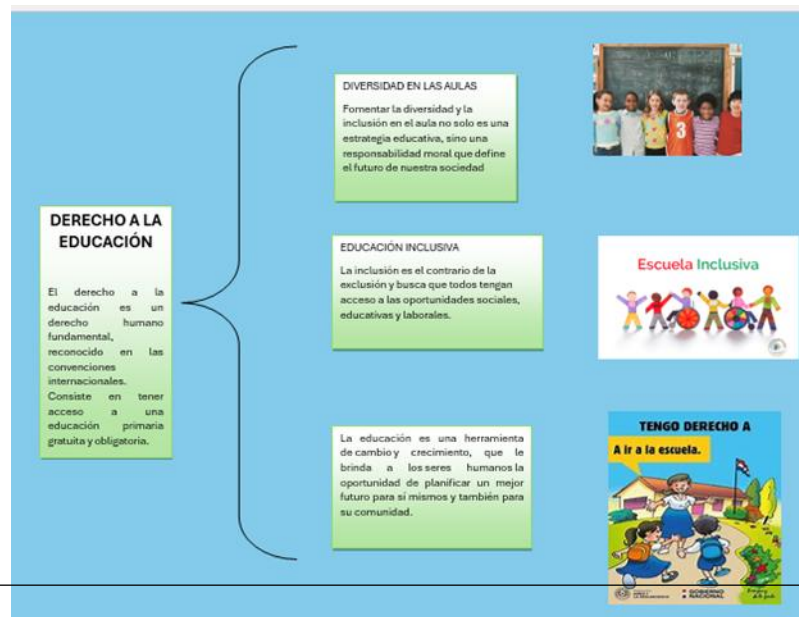 DERECHO A LA
EDUCACIÓN
El derecho a la
educación es un
derecho humano
fundamental,
reconocido en las
convenciones
internacionales.
Consiste en tener
acceso a una
educación primaria
gratuita y obligatoria.
DIVERSIDAD EN LAS AULAS
Fomentar la diversidad y la
inclusión en el aula no solo es una
estrategia educativa, sino una
responsabilidad moral que define
el futuro de nuestra sociedad
3
EDUCACIÓN INCLUSIVA
La inclusión es el contrario de la
exclusión y busca que todos tengan
acceso a las oportunidades sociales,
educativas y laborales.
Escuela Inclusiva
La educación es una herramienta
de cambio y crecimiento, que le
brinda a los seres humanos la
oportunidad de planificar un mejor
futuro para sí mismos y también para
su comunidad.
TENGO DERECHO A
A ir a la escuela.
GOBIERNO
NACIONAL